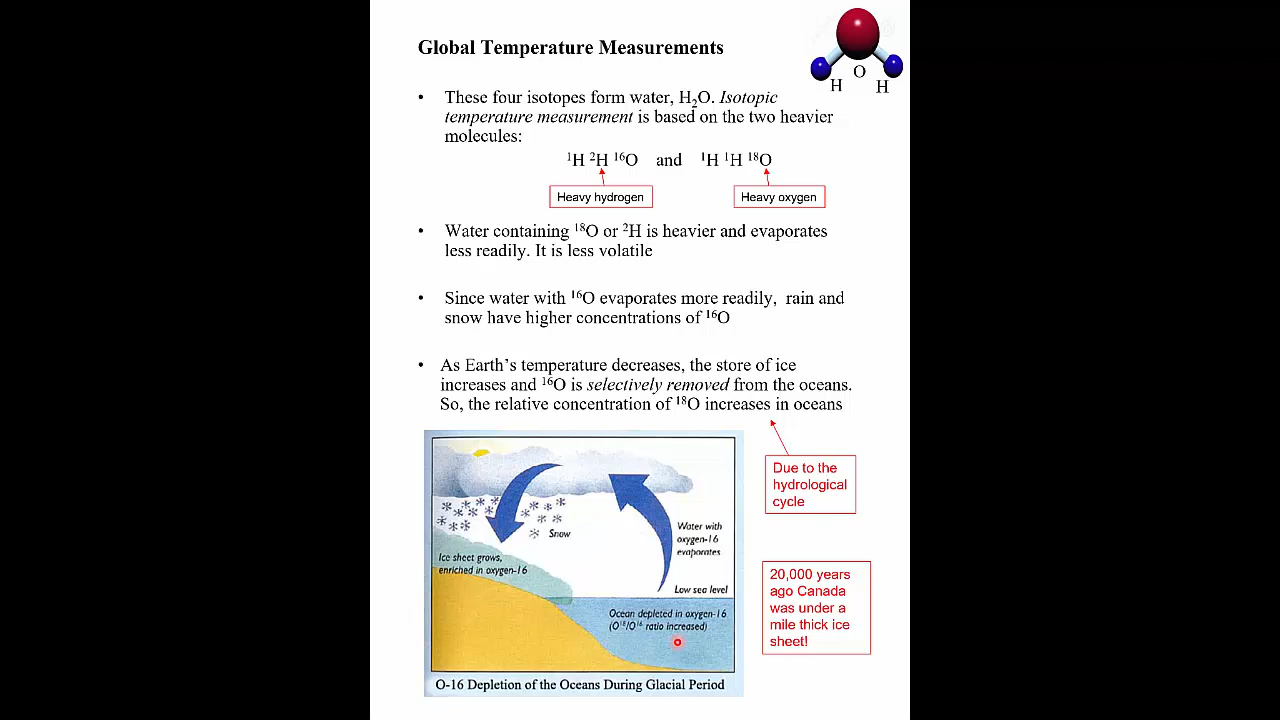 Global Temperature Measurements
O
H
H
• These four isotopes form water, H₂O. Isotopic
temperature measurement is based on the two heavier
molecules:
¹H ²H ¹⁶O and ¹H ¹H ¹⁸O
Heavy hydrogen
Heavy oxygen
• Water containing ¹⁸O or ²H is heavier and evaporates
less readily. It is less volatile
• Since water with ¹⁶O evaporates more readily, rain and
snow have higher concentrations of ¹⁶O
• As Earth's temperature decreases, the store of ice
increases and ¹⁶O is selectively removed from the oceans.
So, the relative concentration of ¹⁸O increases in oceans
Due to the
hydrological
cycle
Snow
Water with
oxygen-16
evaporates
Ice sheet grows,
enriched in oxygen-16
Low sea level
Ocean depleted in oxygen-16
(O¹⁸/O¹⁶ ratio increased)
O-16 Depletion of the Oceans During Glacial Period
20,000 years
ago Canada
was under a
mile thick ice
sheet!